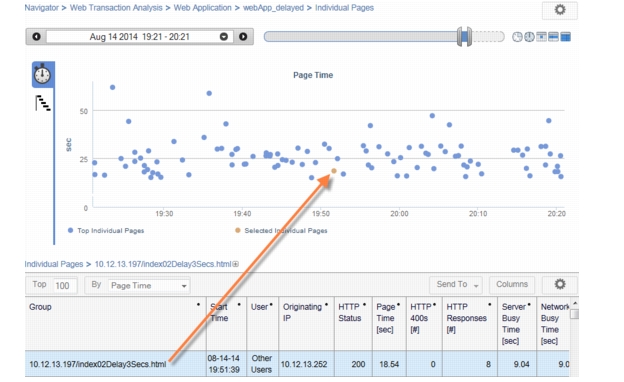 Navigator > Web Transaction Analysis > Web Application > webApp_delayed > Individual Pages
Aug 14 2014 19:21 - 20:21
Page Time
50
sec
25
0
19:30 19:40 19:50 20:00 20:10 20:20
Top Individual Pages Selected Individual Pages
Individual Pages > 10.12.13.197/index02Delay3Secs.html
Top 100 By Page Time Send To Columns
Group Start Time User Originating IP HTTP Status Page Time [sec] HTTP 400s [#] HTTP Responses [#] Server Busy Time [sec] Network Busy Time [sec]
10.12.13.197/index02Delay3Secs.html 08-14-14 19:51:39 Other Users 10.12.13.252 200 18.54 0 8 9.04 9.0